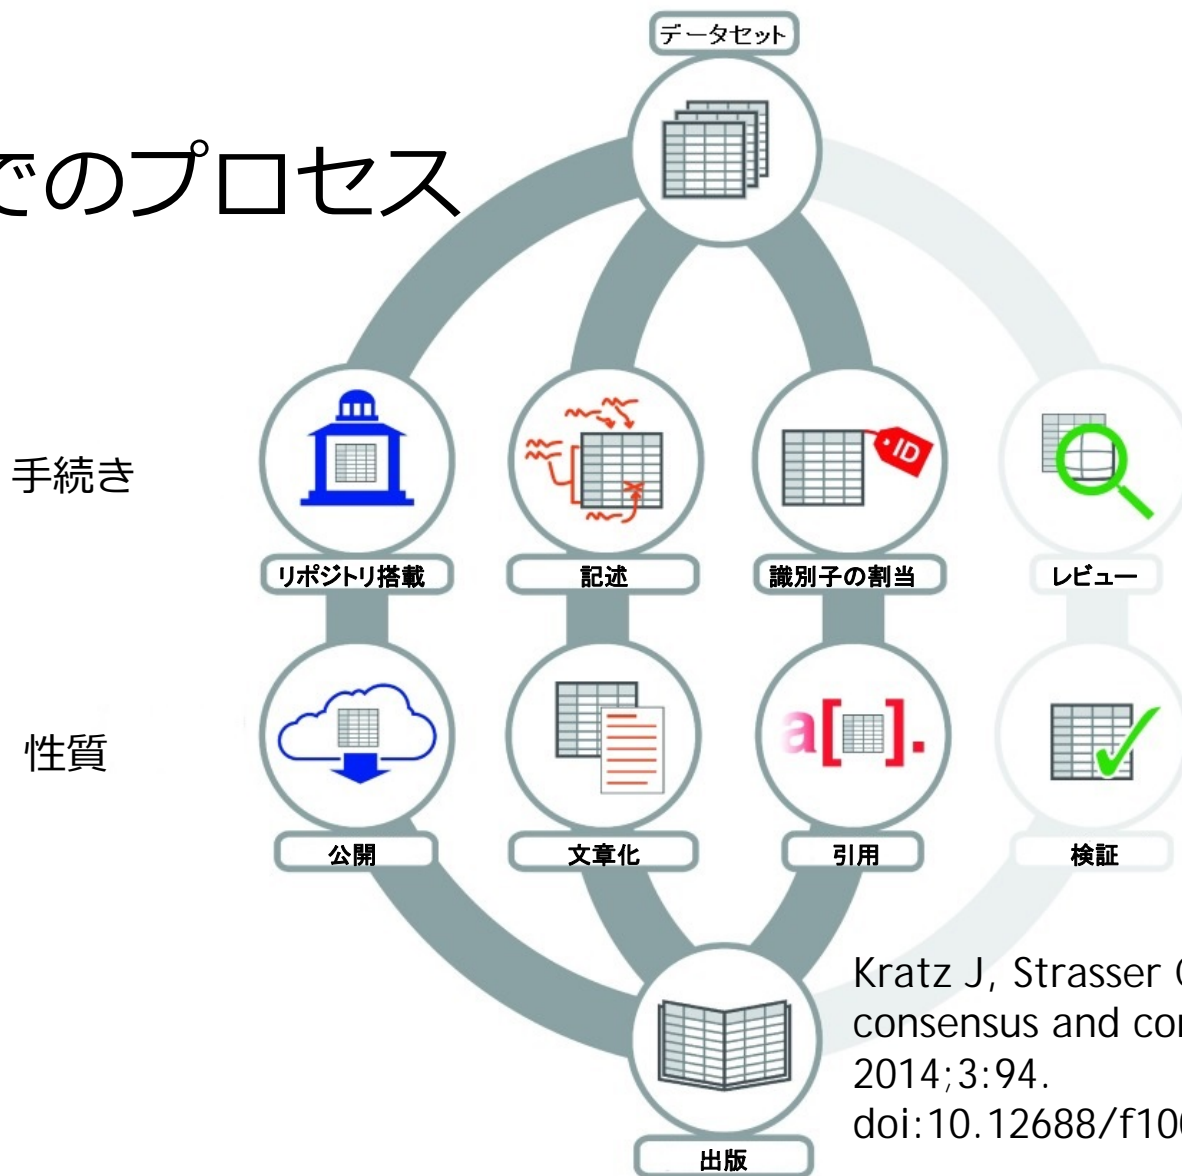 データセット
でのプロセス
手続き
ID
リポジトリ搭載
記述
識別子の割当
レビュー
性質
a[ ].
公開
文章化
引用
検証
Kratz J, Strasser
consensus and
2014;3:94.
doi:10.12688/
出版